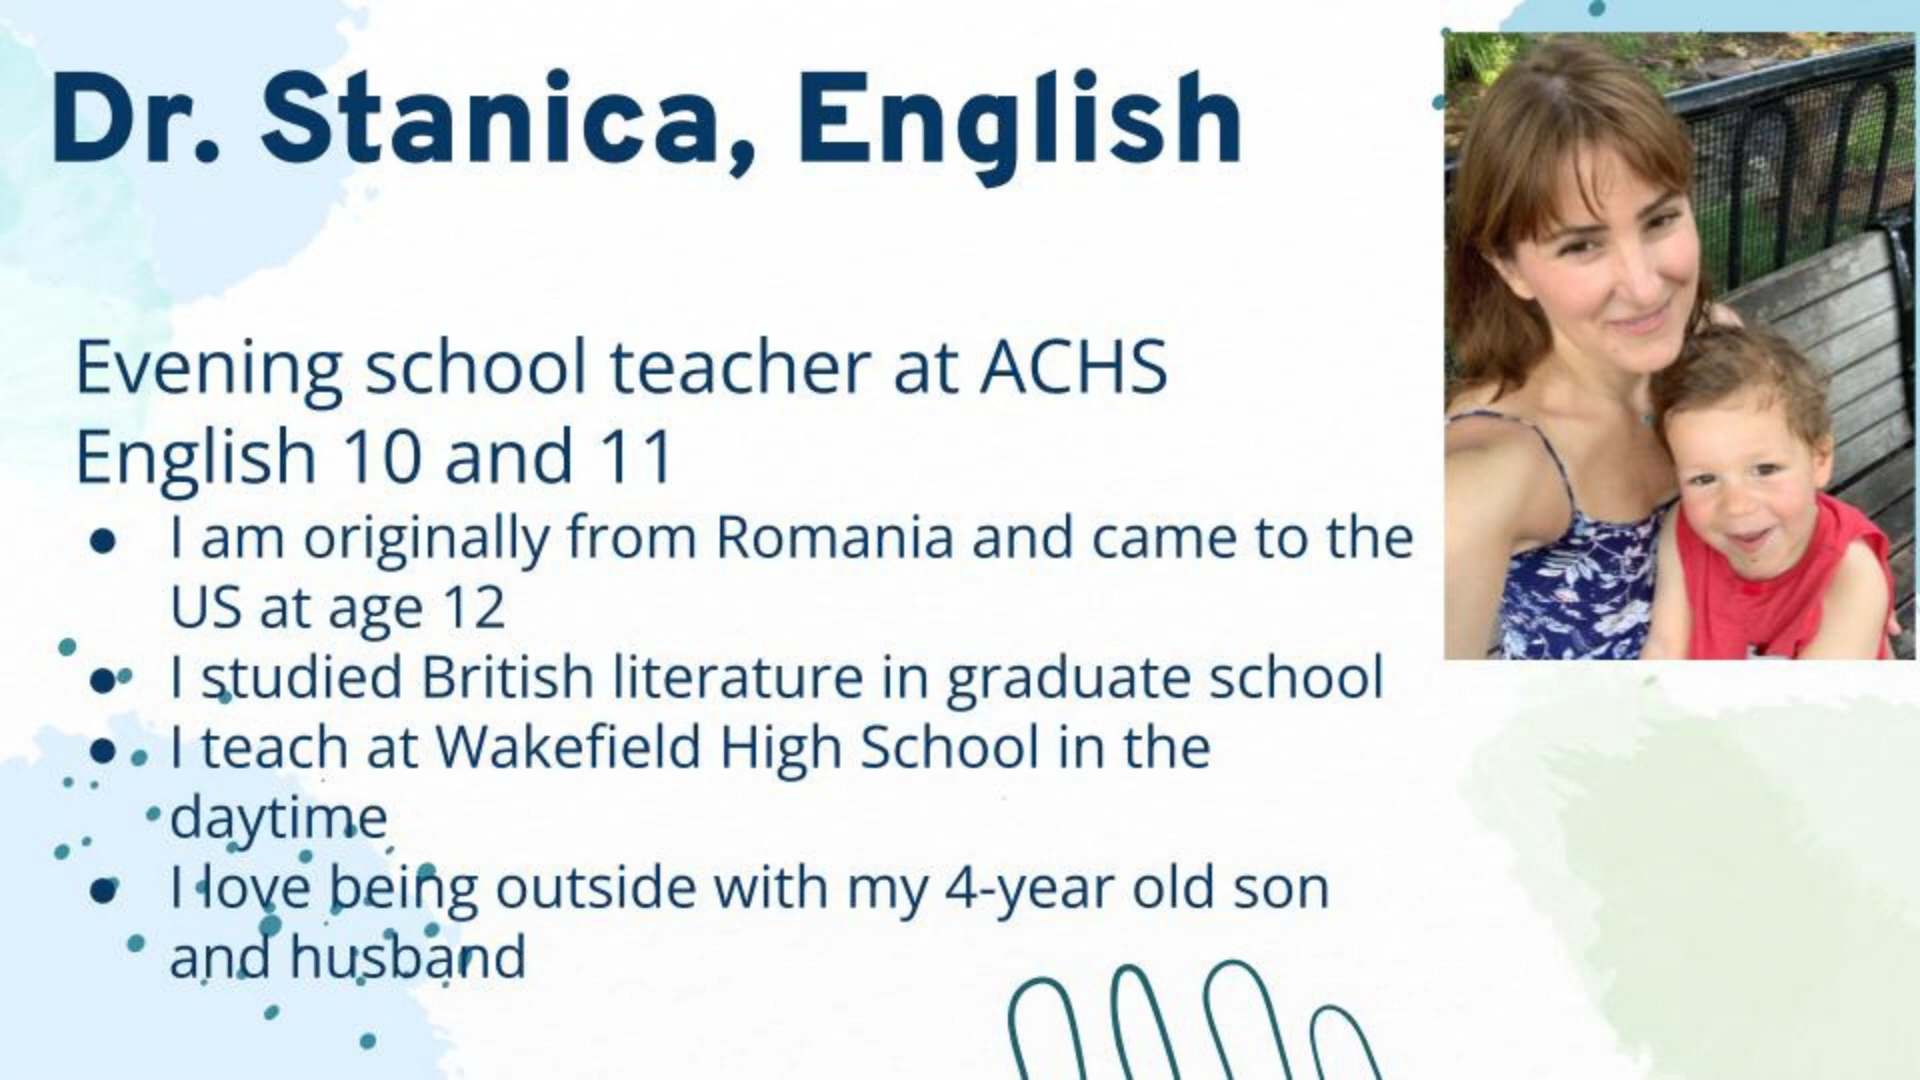 Dr. Stanica, English
Evening school teacher at ACHS
English 10 and 11
● I am originally from Romania and came to the
US at age 12
● I studied British literature in graduate school
● I teach at Wakefield High School in the
daytime
● I love being outside with my 4-year old son
and husband